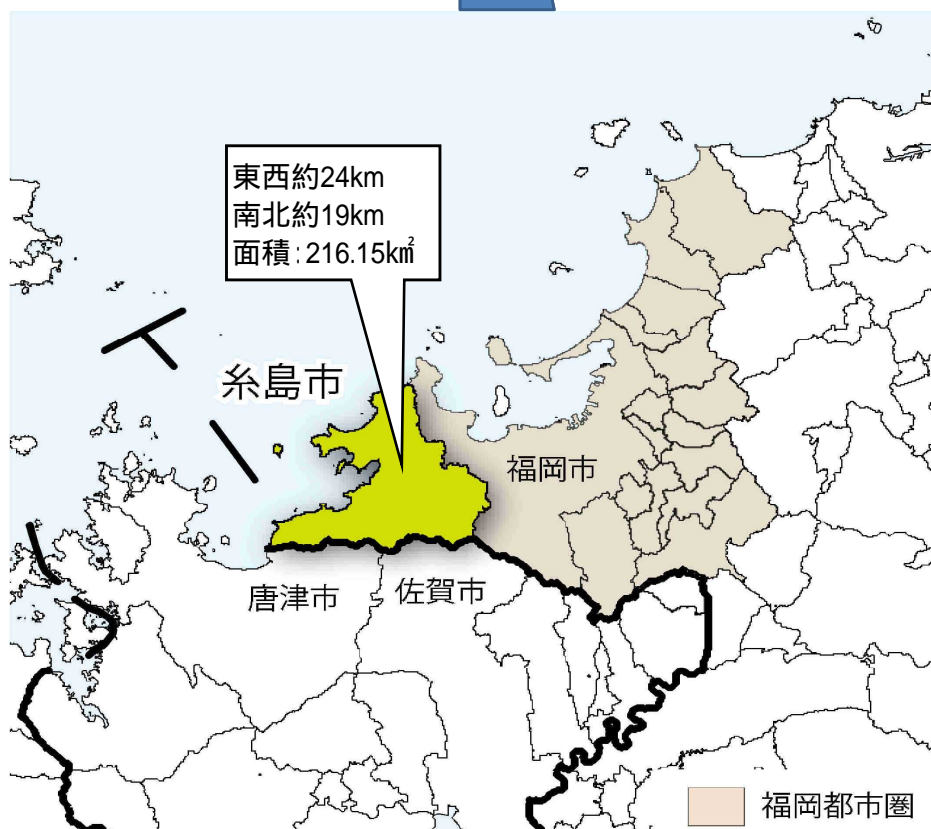 東西約24km
南北約19km
面積:216.15k㎡
糸島市
福岡市
唐津市
佐賀市
福岡都市圏